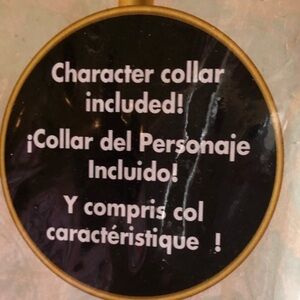 Character collar
included!
¡Collar del Personaje
Incluido!
Y compris col
caractéristique !